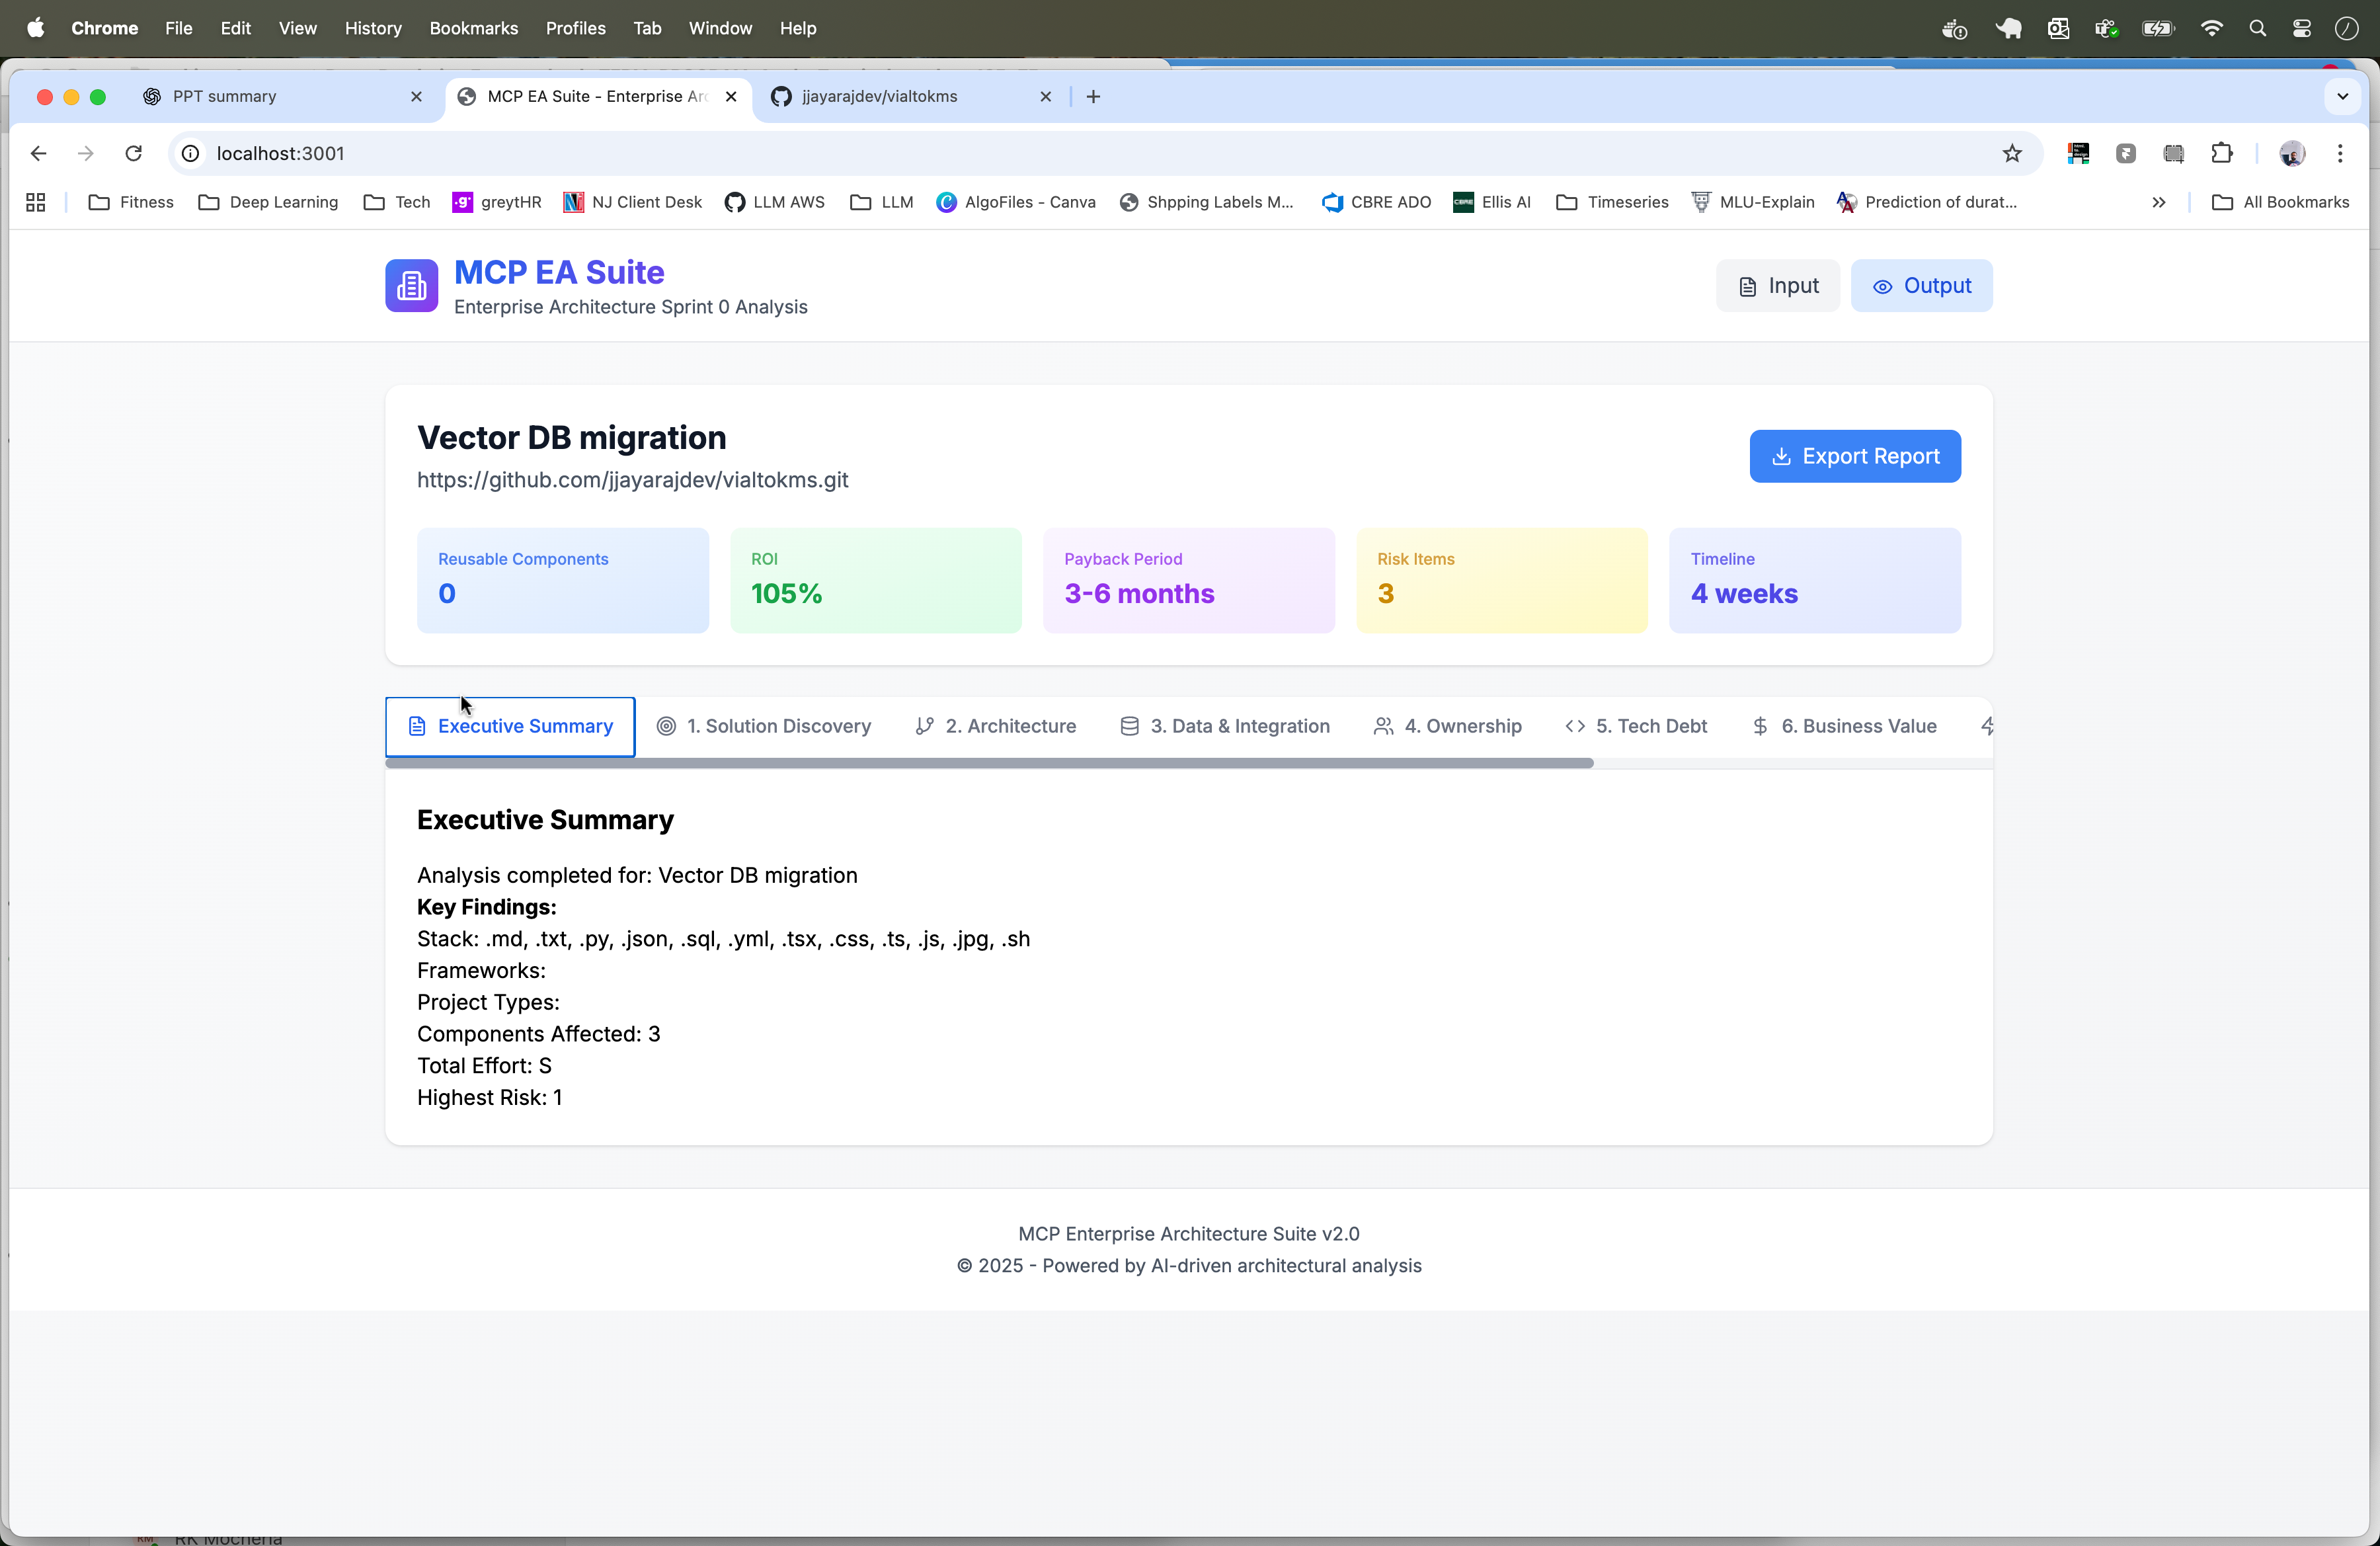 Chrome File Edit View History Bookmarks Profiles Tab Window Help
PPT summary
MCP EA Suite - Enterprise Arc
jjayarajdev/vialtokms
localhost:3001
Fitness Deep Learning Tech greytHR NJ Client Desk LLM AWS LLM AlgoFiles - Canva Shpping Labels M... CBRE ADO Ellis AI Timeseries MLU-Explain Prediction of durat... All Bookmarks
MCP EA Suite
Enterprise Architecture Sprint 0 Analysis
Input
Output
Vector DB migration
https://github.com/jjayarajdev/vialtokms.git
Export Report
Reusable Components
0
ROI
105%
Payback Period
3-6 months
Risk Items
3
Timeline
4 weeks
Executive Summary
1. Solution Discovery
2. Architecture
3. Data & Integration
4. Ownership
5. Tech Debt
6. Business Value
Executive Summary
Analysis completed for: Vector DB migration
Key Findings:
Stack: .md, .txt, .py, .json, .sql, .yml, .tsx, .css, .ts, .js, .jpg, .sh
Frameworks:
Project Types:
Components Affected: 3
Total Effort: S
Highest Risk: 1
MCP Enterprise Architecture Suite v2.0
© 2025 - Powered by AI-driven architectural analysis
RK Mocherla